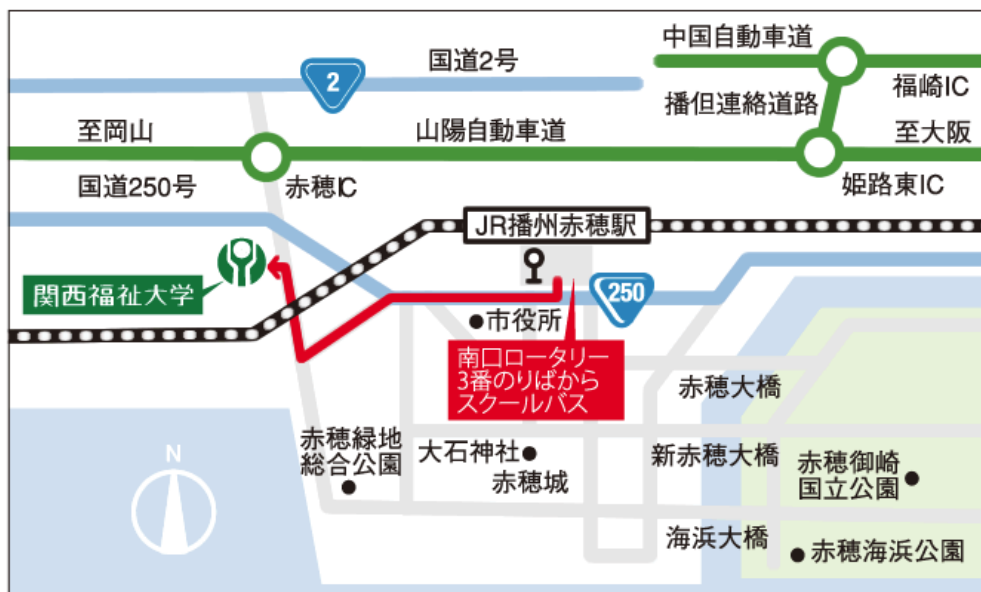 中国自動車道
国道2号
2
福崎IC
播但連絡道路
至岡山
山陽自動車道
至大阪
国道250号
赤穂IC
姫路東IC
JR播州赤穂駅
関西福祉大学
250
市役所
南口ロータリー
3番のりばから
スクールバス
赤穂大橋
赤穂緑地
総合公園
大石神社
赤穂城
新赤穂大橋
赤穂御崎
国立公園
N
海浜大橋
赤穂海浜公園